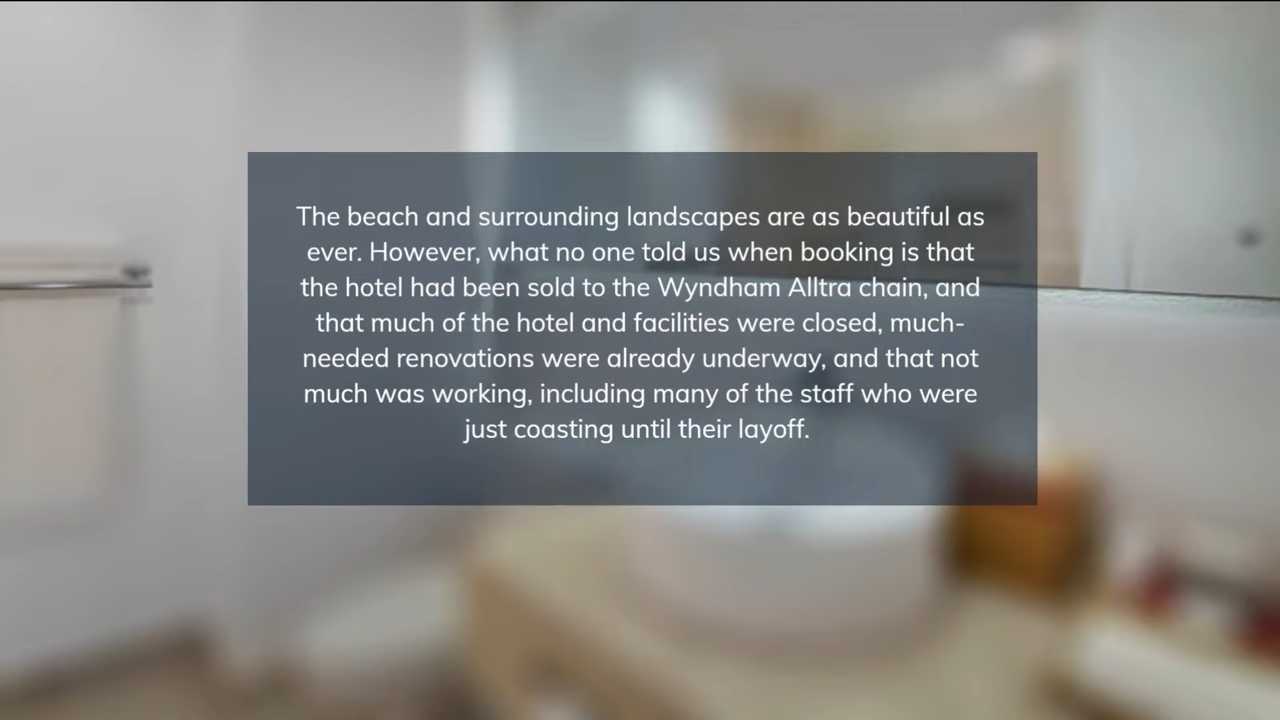 The beach and surrounding landscapes are as beautiful as
ever. However, what no one told us when booking is that
the hotel had been sold to the Wyndham Alltra chain, and
that much of the hotel and facilities were closed, much-
needed renovations were already underway, and that not
much was working, including many of the staff who were
just coasting until their layoff.